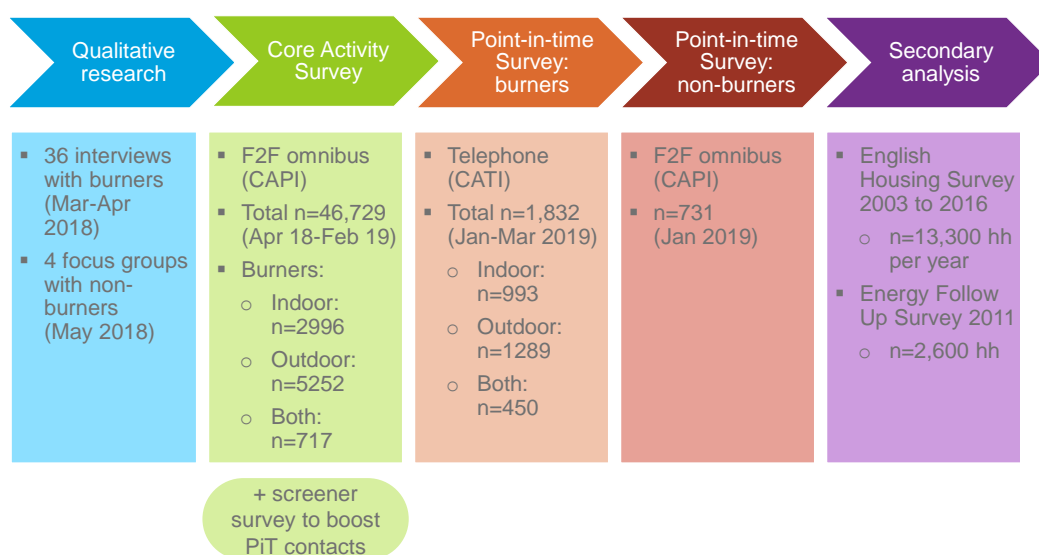 Qualitative
research
Core Activity
Survey
Point-in-time
Survey:
burners
Point-in-time
Survey:
non-burners
Secondary
analysis
▪ 36 interviews
with burners
(Mar-Apr
2018)
▪ 4 focus groups
with non-
burners
(May 2018)
▪ F2F omnibus
(CAPI)
▪ Total n=46,729
(Apr 18-Feb 19)
▪ Burners:
o Indoor:
n=2996
o Outdoor:
n=5252
o Both:
n=717
+ screener
survey to boost
PiT contacts
▪ Telephone
(CATI)
▪ Total n=1,832
(Jan-Mar 2019)
o Indoor:
n=993
o Outdoor:
n=1289
o Both:
n=450
▪ F2F omnibus
(CAPI)
▪ n=731
(Jan 2019)
▪ English
Housing Survey
2003 to 2016
o n=13,300 hh
per year
▪ Energy Follow
Up Survey 2011
o n=2,600 hh